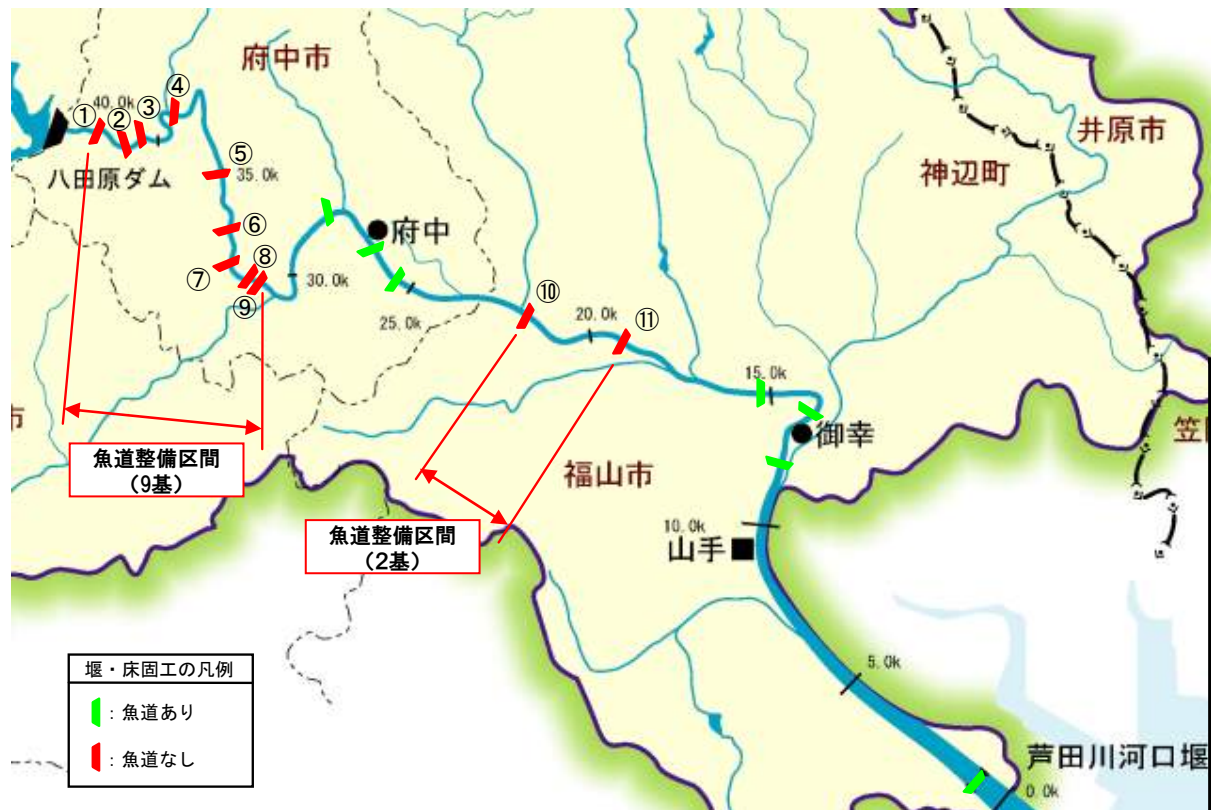 府中市
④
40.0k
③
①
②
井原市
八田原ダム
⑤
35.0k
神辺町
⑥
府中
⑧
⑦
30.0k
⑨
⑩
25.0k
20.0k
⑪
15.0k
市
御幸
笠
魚道整備区間
(9基)
福山市
魚道整備区間
(2基)
10.0k
山手
堰・床固工の凡例
5.0k
:魚道あり
:魚道なし
芦田川河口堰
0.0k